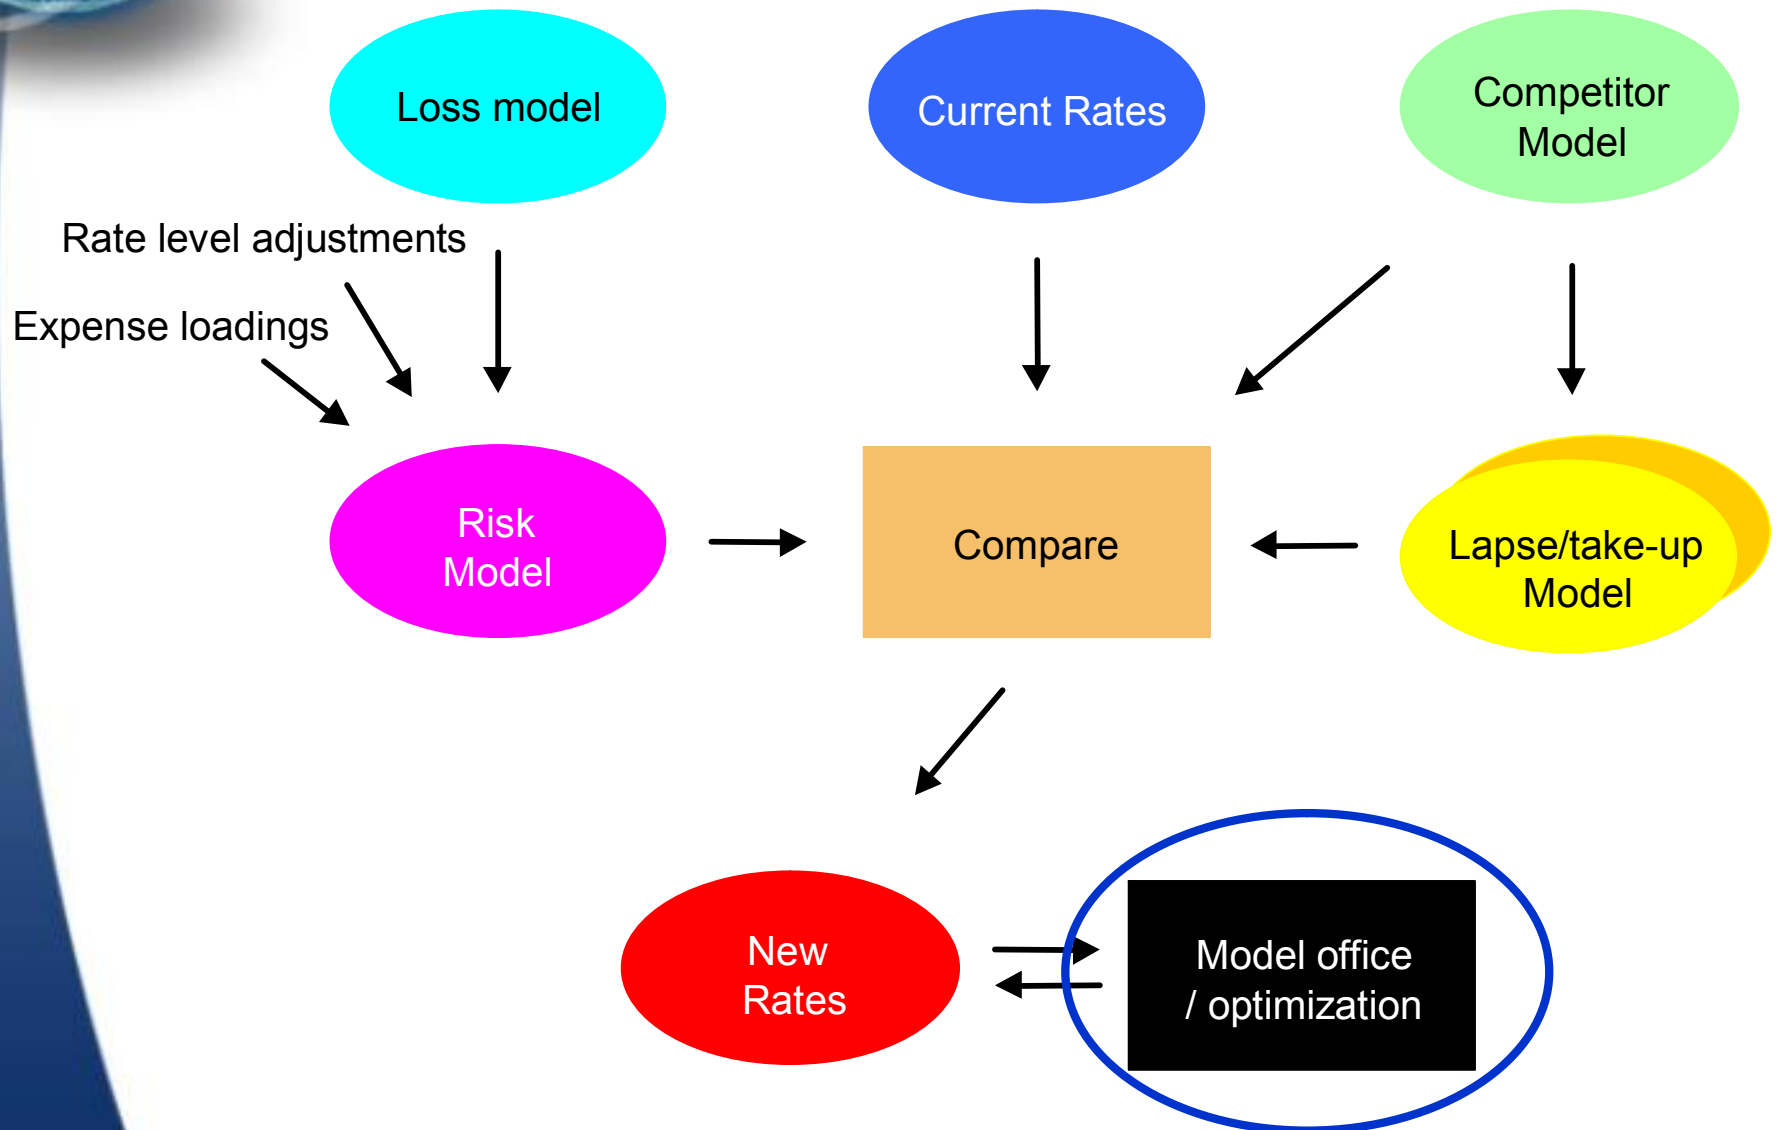 Loss model
Current Rates
Competitor
Model
Rate level adjustments
Expense loadings
Risk
Model
Compare
Lapse/take-up
Model
New
Rates
Model office
/ optimization